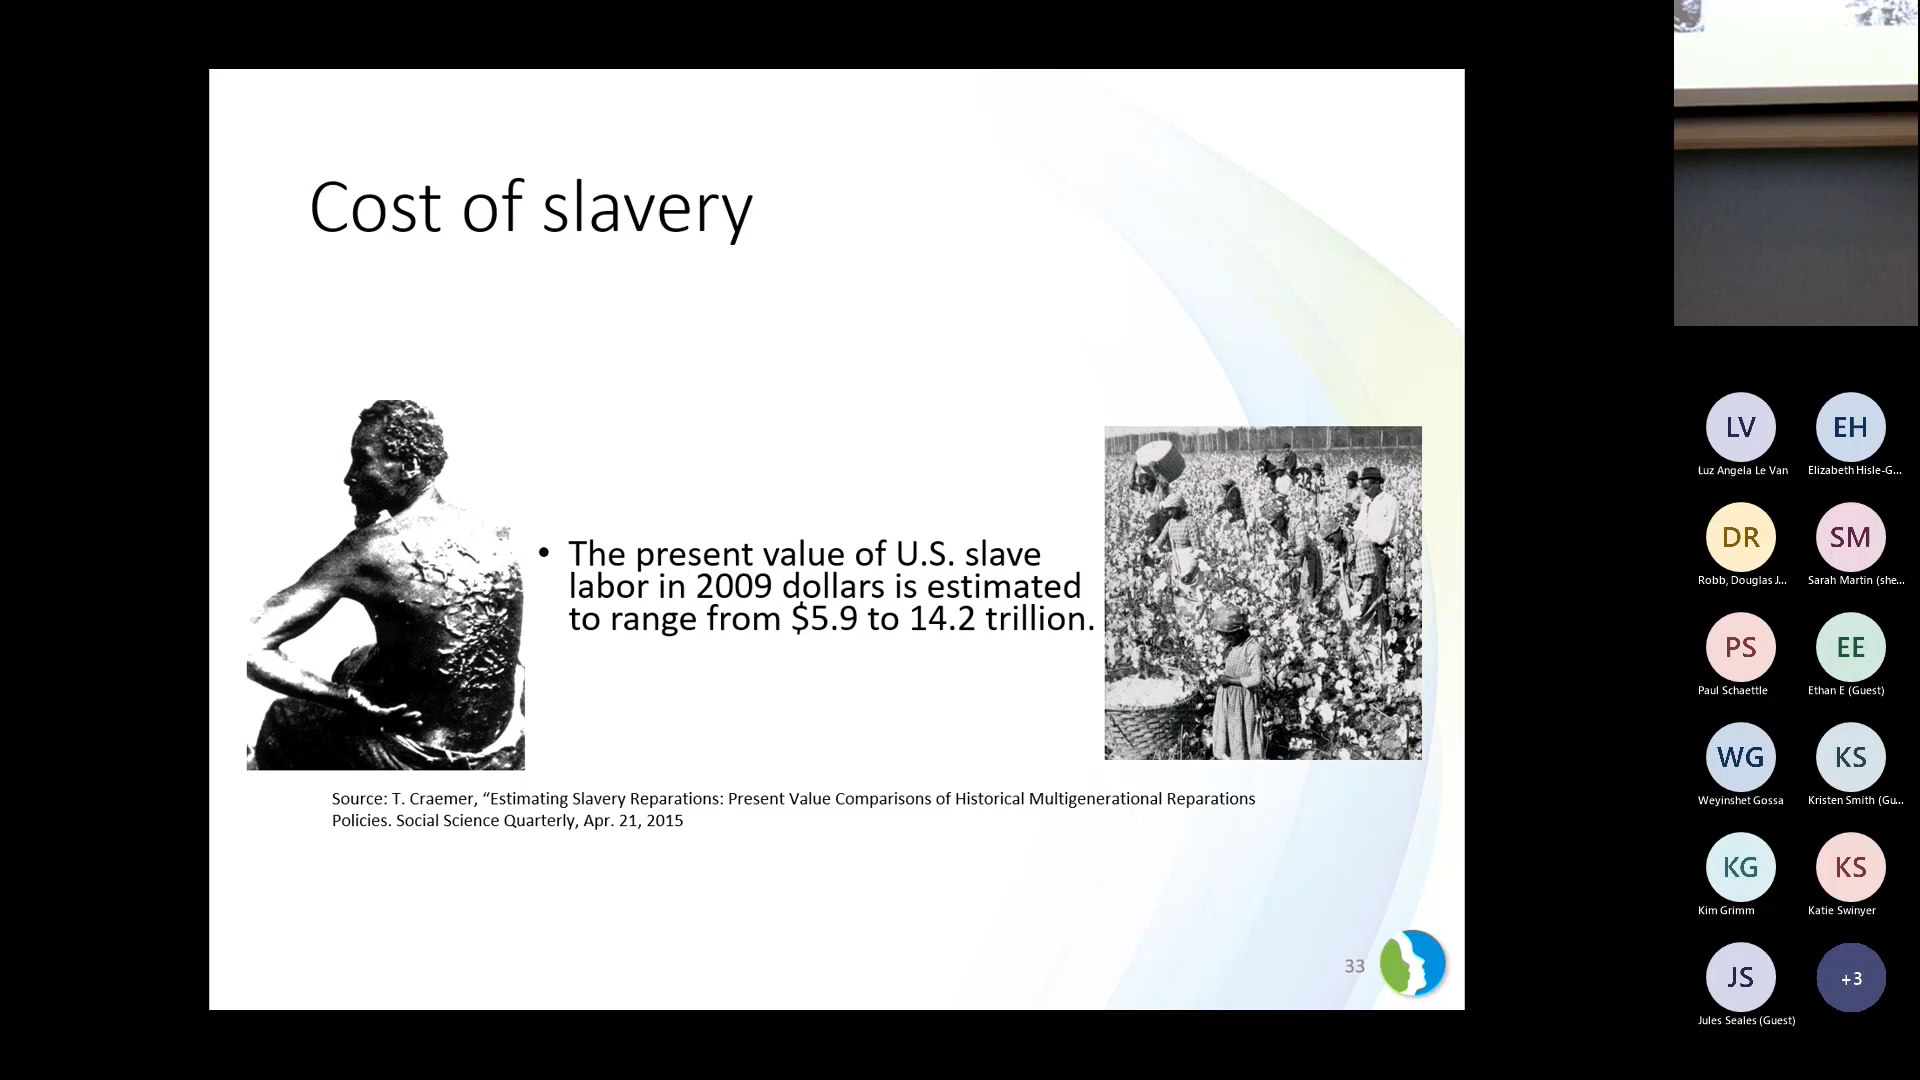 Cost of slavery
• The present value of U.S. slave
labor in 2009 dollars is estimated
to range from $5.9 to 14.2 trillion.
Source: T. Craemer, “Estimating Slavery Reparations: Present Value Comparisons of Historical Multigenerational Reparations
Policies. Social Science Quarterly, Apr. 21, 2015
33
LV
EH
Luz Angela Le Van
Elizabeth Hisle-G...
DR
SM
Robb, Douglas J...
Sarah Martin (she...
PS
EE
Paul Schaettle
Ethan E (Guest)
WG
KS
Weyinshet Gossa
Kristen Smith (Gu...
KG
KS
Kim Grimm
Katie Swinyer
JS
+3
Jules Seales (Guest)